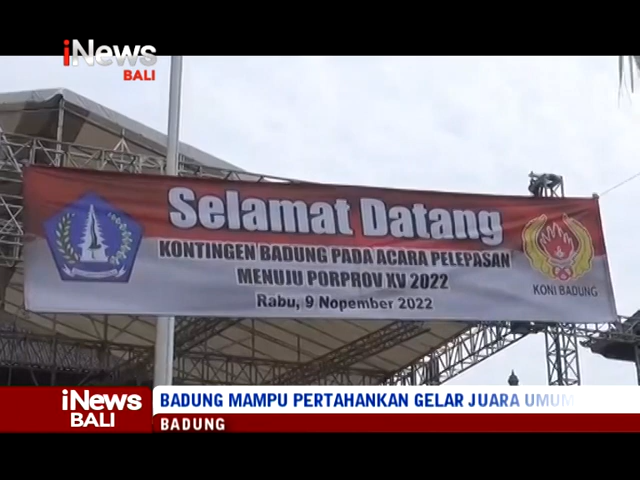 iNews
BALI
Selamat Datang
KONTINGEN BADUNG PADA ACARA PELEPASAN
MENUJU PORPROV XV 2022
Rabu, 9 Nopember 2022
KONI BADUNG
iNews
BALI
BADUNG MAMPU PERTAHANKAN GELAR JUARA UMUM
BADUNG